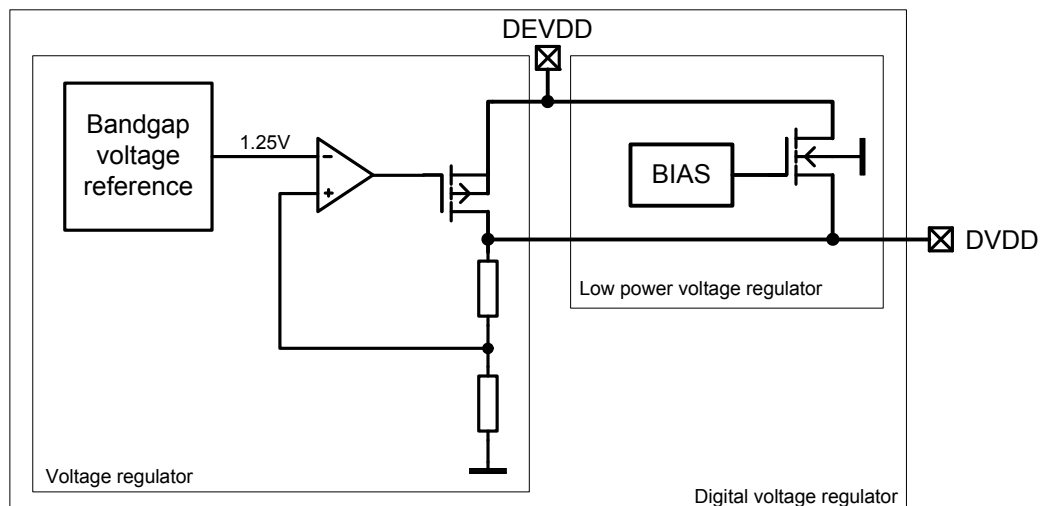 DEVDD
Bandgap
voltage
reference
1.25V
−
+
BIAS
DVDD
Low power voltage regulator
Voltage regulator
Digital voltage regulator